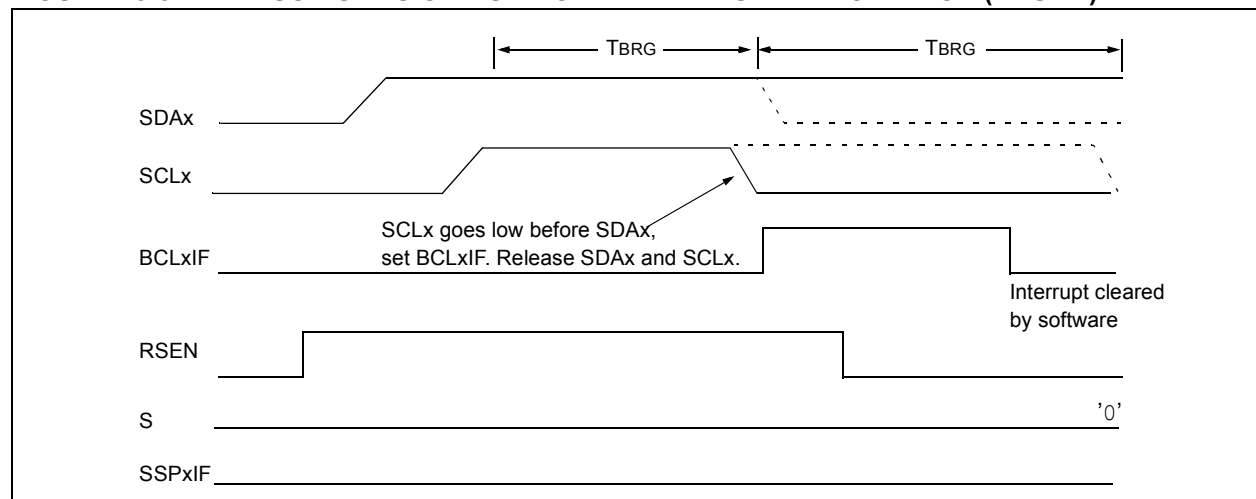 TBRG TBRG
SDAx
SCLx
SCLx goes low before SDAx,
set BCLxIF. Release SDAx and SCLx.
BCLxIF
Interrupt cleared
by software
RSEN
S '0'
SSPxIF